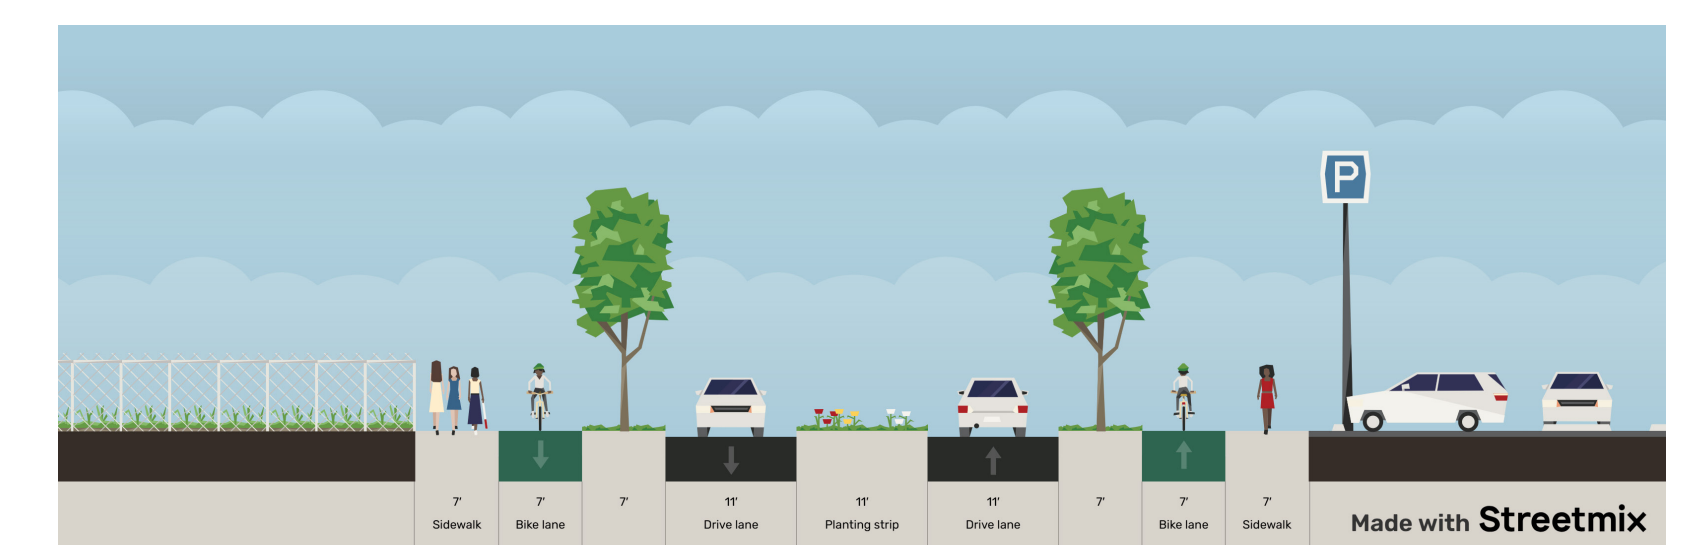 P
7′ 7′ 7′ 11′ 11′ 11′ 7′ 7′ 7′
Sidewalk Bike lane Drive lane Planting strip Drive lane Bike lane Sidewalk
Made with Streetmix